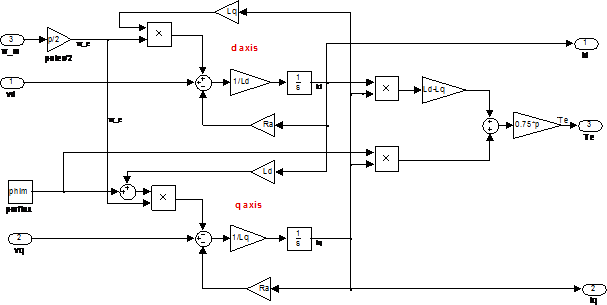 Lq
d axis
3
w_m
p/2
poles/2
w_e
×
1
vd
+
−
−
1/Ld
1
s
id
1
id
×
Ld-Lq
Ra
w_e
+
+
0.75*p
Te
3
Te
Ld
×
phim
+
+
×
q axis
2
vq
+
−
−
1/Lq
1
s
iq
Ra
2
iq